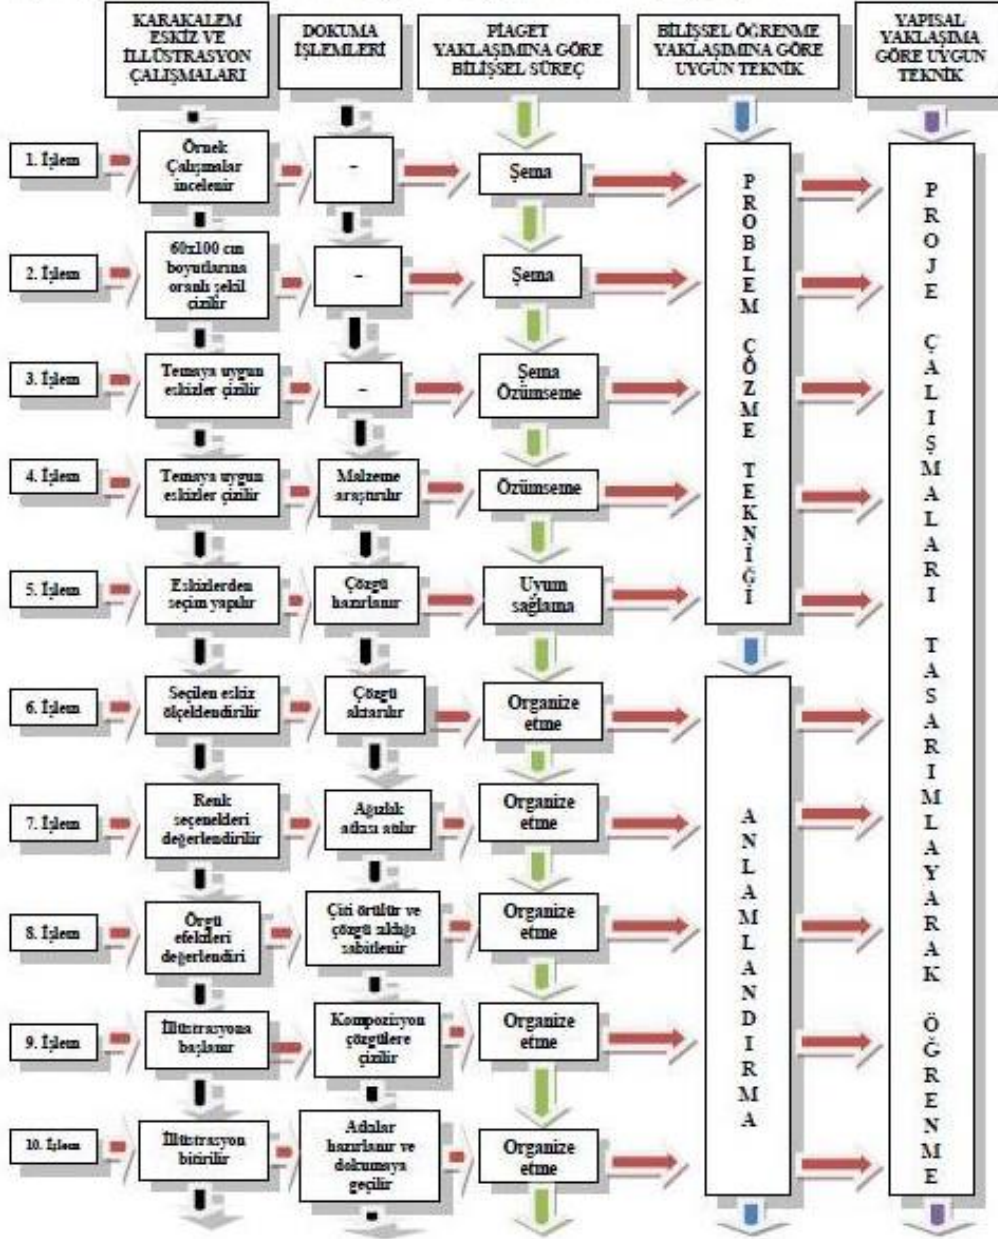 KARAKALEM
ESKİZ VE
İLLÜSTRASYON
ÇALIŞMALARI
DOKUMA
İŞLEMLERİ
PİAGET
YAKLAŞIMINA GÖRE
BİLİŞSEL SÜREÇ
BİLİŞSEL ÖĞRENME
YAKLAŞIMINA GÖRE
UYGUN TEKNİK
YAPISAL
YAKLAŞIMA
GÖRE UYGUN
TEKNİK
1. İşlem
Örnek
Çalışmalar
incelenir
-
Şema
2. İşlem
60x100 cm
boyutlarına
oranlı şekil
çizilir
-
Şema
3. İşlem
Temaya uygun
eskizler çizilir
-
Şema
Özümseme
4. İşlem
Temaya uygun
eskizler çizilir
Malzeme
araştırılır
Özümseme
5. İşlem
Eskizlerden
seçim yapılır
Çözgü
hazırlanır
Uyum
sağlama
PROBLEM ÇÖZME TEKNİĞİ
6. İşlem
Seçilen eskiz
ölçeklendirilir
Çözgü
aktarılır
Organize
etme
7. İşlem
Renk
seçenekleri
değerlendirilir
Ağızlık
atkısı atılır
Organize
etme
8. İşlem
Örgü
efektleri
değerlendiri
Çiti örülür ve
çözgü sıklığı
sabitlenir
Organize
etme
9. İşlem
İllüstrasyona
başlanır
Kompozisyon
çözgülere
çizilir
Organize
etme
10. İşlem
İllüstrasyon
bitirilir
hazırlanır ve
dokumaya
geçilir
Organize
etme
ANLAMLANDIRMA
PROJE ÇALIŞMALARI TASARIMLAYARAK ÖĞRENME